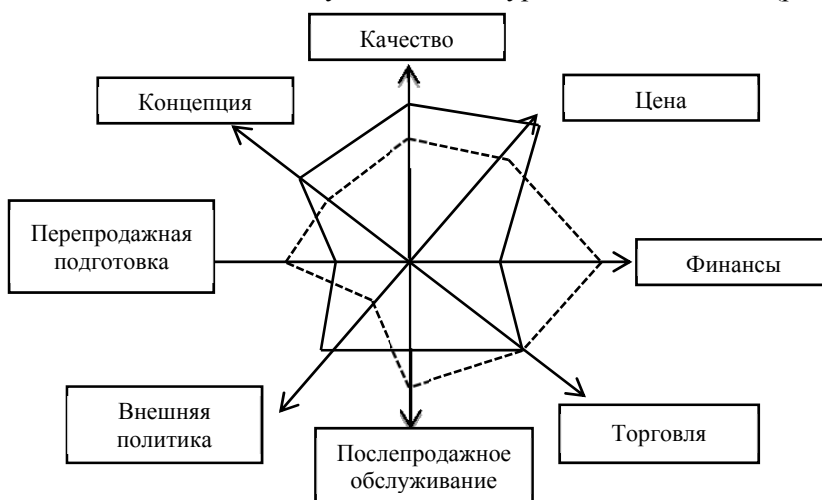 Качество
Концепция
Цена
Перепродажная
подготовка
Финансы
Внешняя
политика
Торговля
Послепродажное
обслуживание